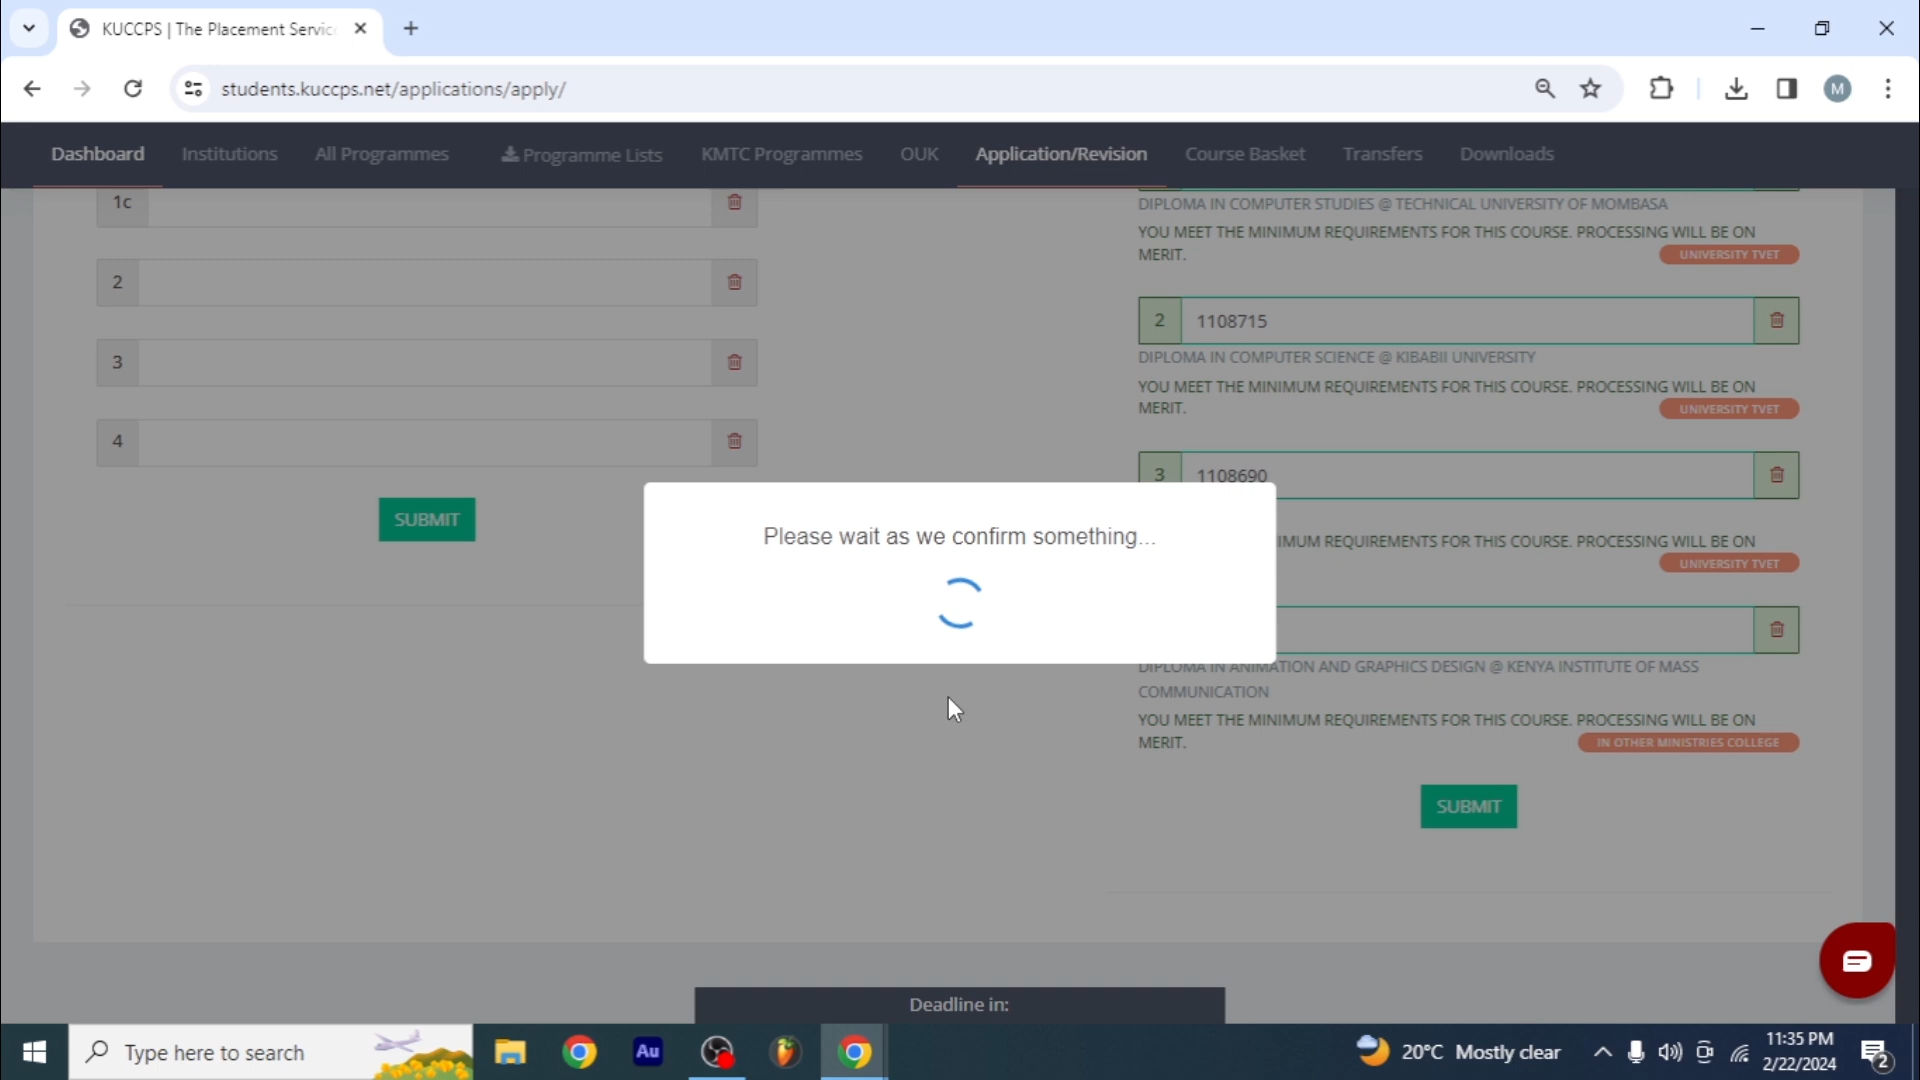 KUCCPS | The Placement Servic
students.kuccps.net/applications/apply/
M
Dashboard Institutions All Programmes Programme Lists KMTC Programmes OUK Application/Revision Course Basket Transfers Downloads
1c
2
3
4
SUBMIT
DIPLOMA IN COMPUTER STUDIES @ TECHNICAL UNIVERSITY OF MOMBASA
YOU MEET THE MINIMUM REQUIREMENTS FOR THIS COURSE. PROCESSING WILL BE ON
MERIT.
UNIVERSITY TVET
2 1108715
DIPLOMA IN COMPUTER SCIENCE @ KIBABII UNIVERSITY
YOU MEET THE MINIMUM REQUIREMENTS FOR THIS COURSE. PROCESSING WILL BE ON
MERIT.
UNIVERSITY TVET
3 1108690
REQUIREMENTS FOR THIS COURSE. PROCESSING WILL BE ON
UNIVERSITY TVET
DIPLOMA IN ANIMATION AND GRAPHICS DESIGN @ KENYA INSTITUTE OF MASS
COMMUNICATION
YOU MEET THE MINIMUM REQUIREMENTS FOR THIS COURSE. PROCESSING WILL BE ON
MERIT.
IN OTHER MINISTRIES COLLEGE
SUBMIT
Please wait as we confirm something...
Deadline in:
Type here to search
Au
20°C Mostly clear
11:35 PM
2/22/2024
2